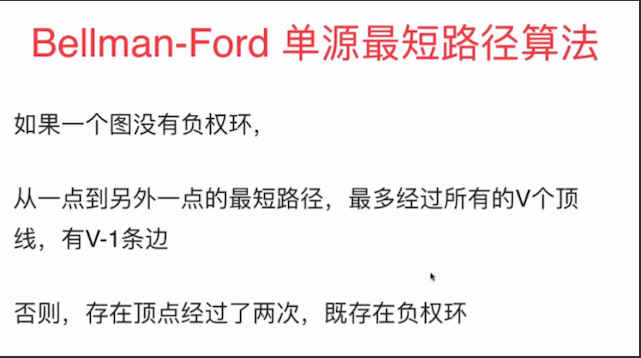 Bellman-Ford 单源最短路径算法
如果一个图没有负权环，
从一点到另外一点的最短路径，最多经过所有的V个顶
线，有V-1条边
否则，存在顶点经过了两次，既存在负权环